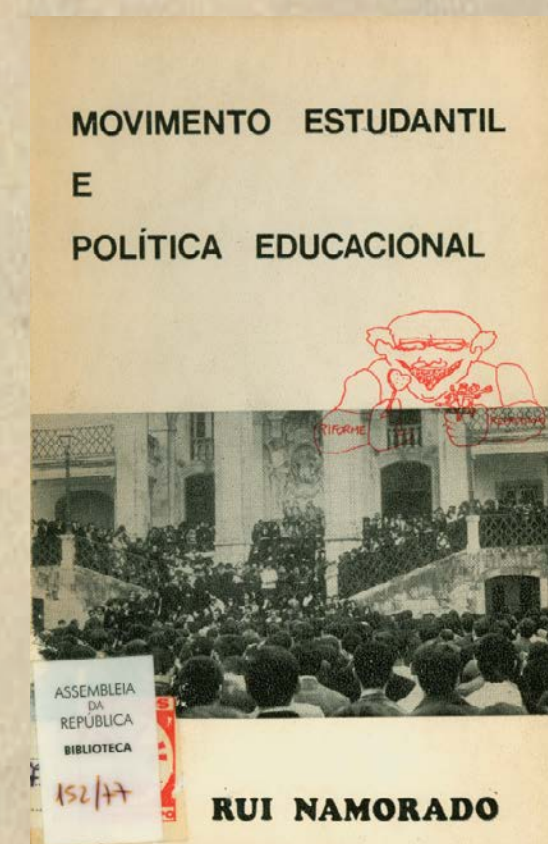 MOVIMENTO ESTUDANTIL
E
POLÍTICA EDUCACIONAL
RIFORME
ASSEMBLEIA
DA
REPÚBLICA
BIBLIOTECA
152/77
RUI NAMORADO